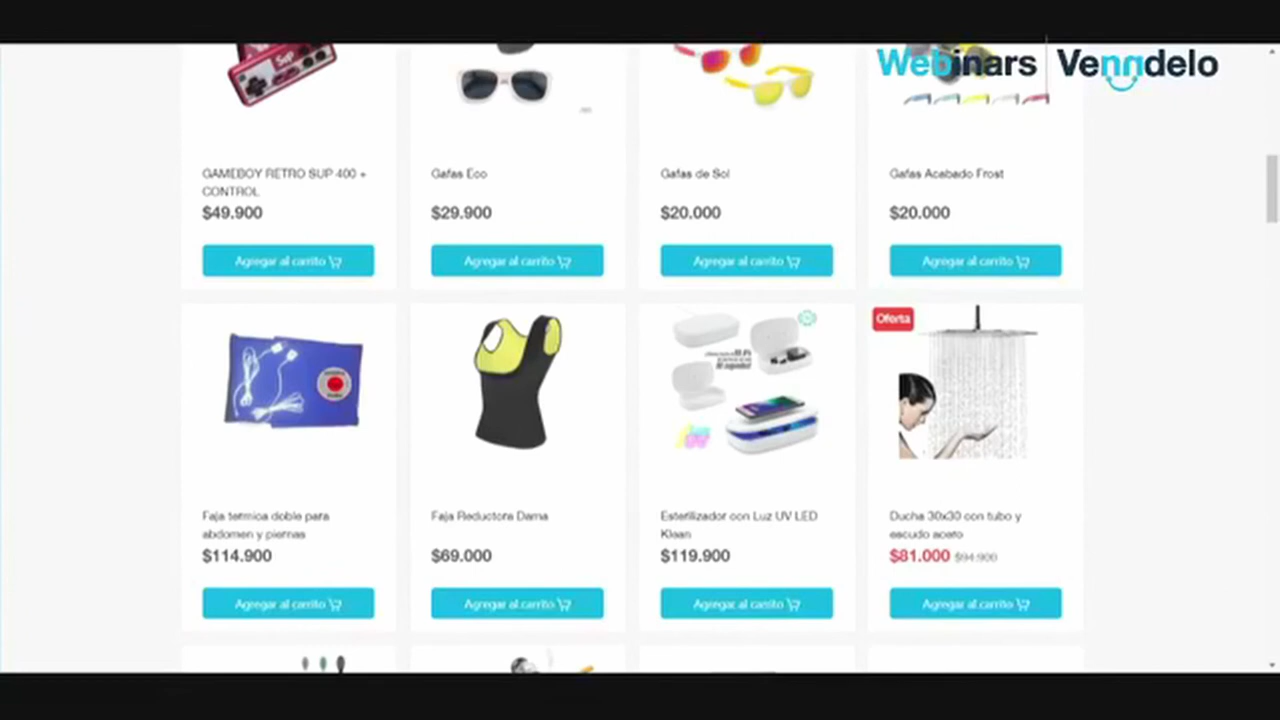 Webinars Venndelo
Sup
GAMEBOY RETRO SUP 400 +
CONTROL
$49.900
Agregar al carrito
Gafas Eco
$29.900
Agregar al carrito
Gafas de Sol
$20.000
Agregar al carrito
Gafas Acabado Frost
$20.000
Agregar al carrito
Faja termica doble para
abdomen y piernas
$114.900
Agregar al carrito
Faja Reductora Dama
$69.000
Agregar al carrito
Esterilizador con Luz UV LED
Klean
$119.900
Agregar al carrito
Oferta
Ducha 30x30 con tubo y
escudo acero
$81.000 $94.900
Agregar al carrito